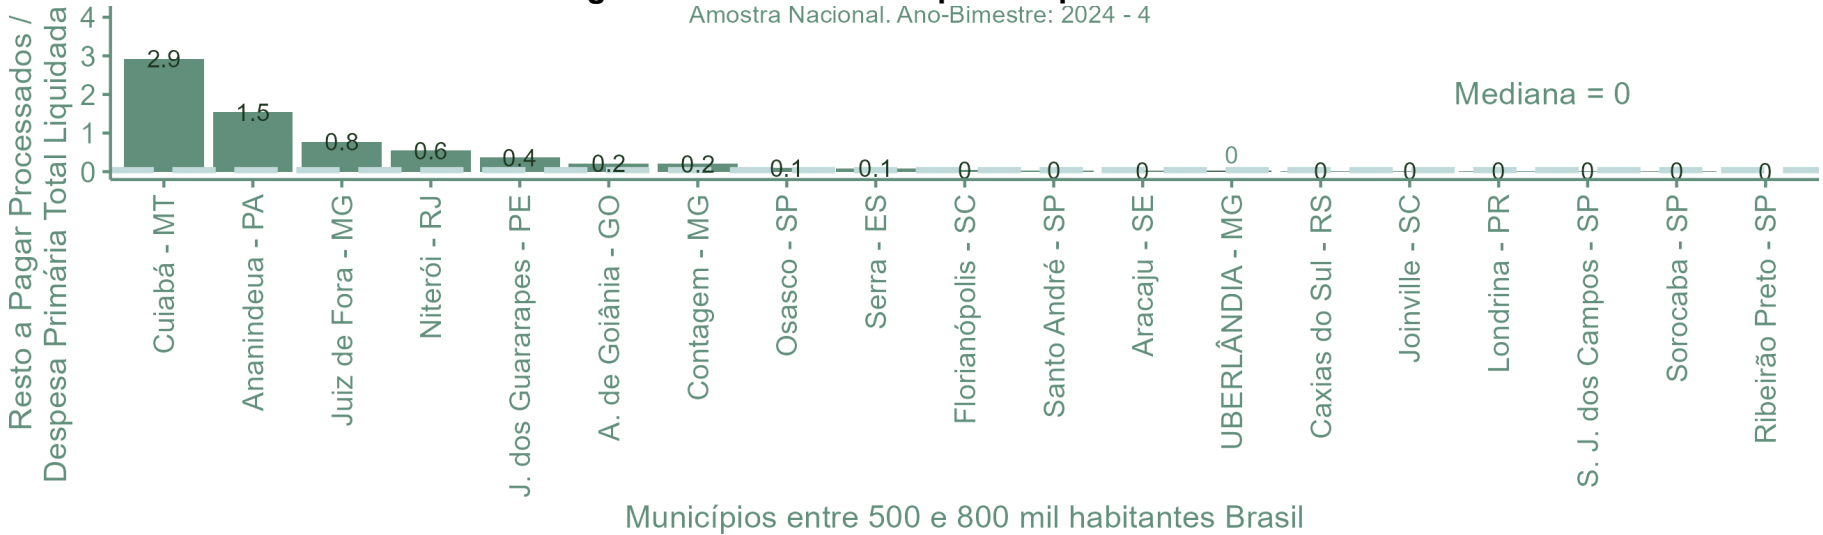 Amostra Nacional. Ano-Bimestre: 2024 - 4
Resto a Pagar Processados /
Despesa Primária Total Liquidada
4
3
2
1
0
Mediana = 0
2.9
1.5
0.8
0.6
0.4
0.2
0.2
0.1
0.1
0
0
0
0
0
0
0
0
0
0
Cuiabá - MT
Ananindeua - PA
Juiz de Fora - MG
Niterói - RJ
J. dos Guararapes - PE
A. de Goiânia - GO
Contagem - MG
Osasco - SP
Serra - ES
Florianópolis - SC
Santo André - SP
Aracaju - SE
UBERLÂNDIA - MG
Caxias do Sul - RS
Joinville - SC
Londrina - PR
S. J. dos Campos - SP
Sorocaba - SP
Ribeirão Preto - SP
Municípios entre 500 e 800 mil habitantes Brasil